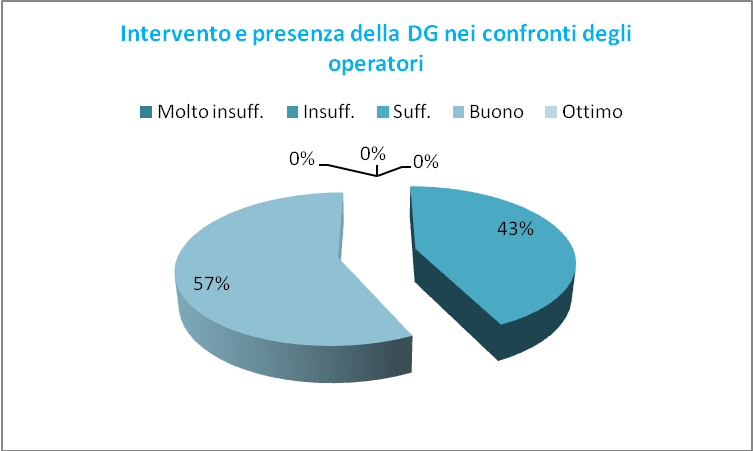 Intervento e presenza della DG nei confronti degli
operatori
Molto insuff. Insuff. Suff. Buono Ottimo
0% 0% 0%
43%
57%